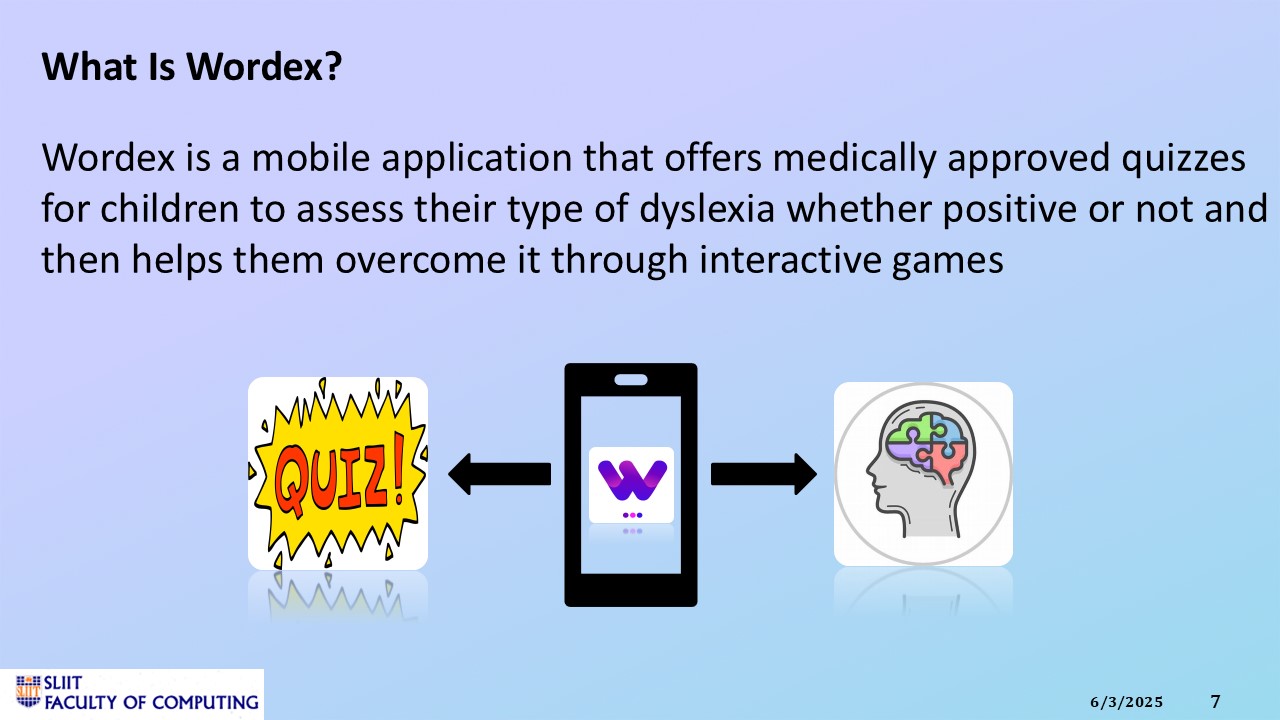 What Is Wordex?
Wordex is a mobile application that offers medically approved quizzes
for children to assess their type of dyslexia whether positive or not and
then helps them overcome it through interactive games
QUIZ!
W
SLIIT
SLIIT
FACULTY OF COMPUTING
6/3/2025
7